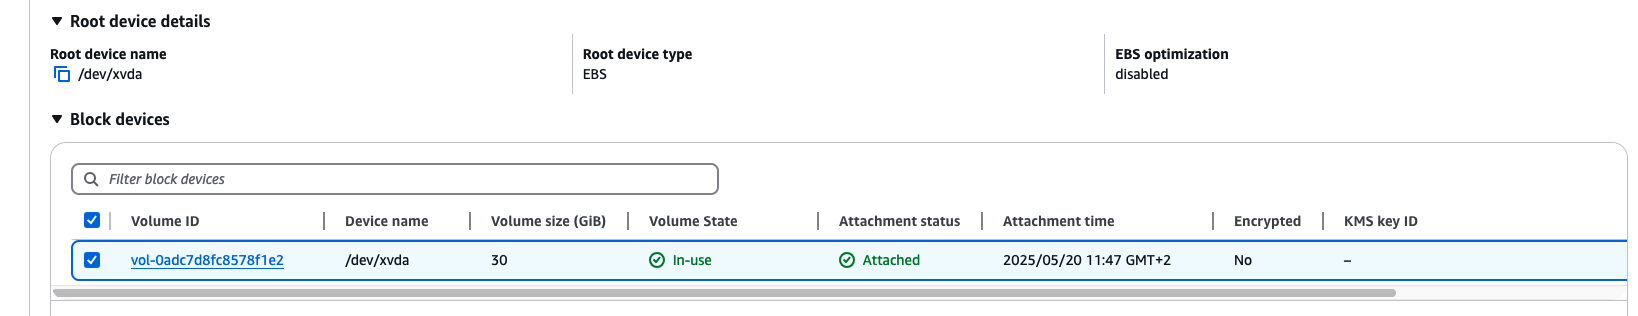 Root device details
Root device name
/dev/xvda
Root device type
EBS
EBS optimization
disabled
Block devices
Filter block devices
Volume ID Device name Volume size (GiB) Volume State Attachment status Attachment time Encrypted KMS key ID
vol-0adc7d8fc8578f1e2 /dev/xvda 30 In-use Attached 2025/05/20 11:47 GMT+2 No –